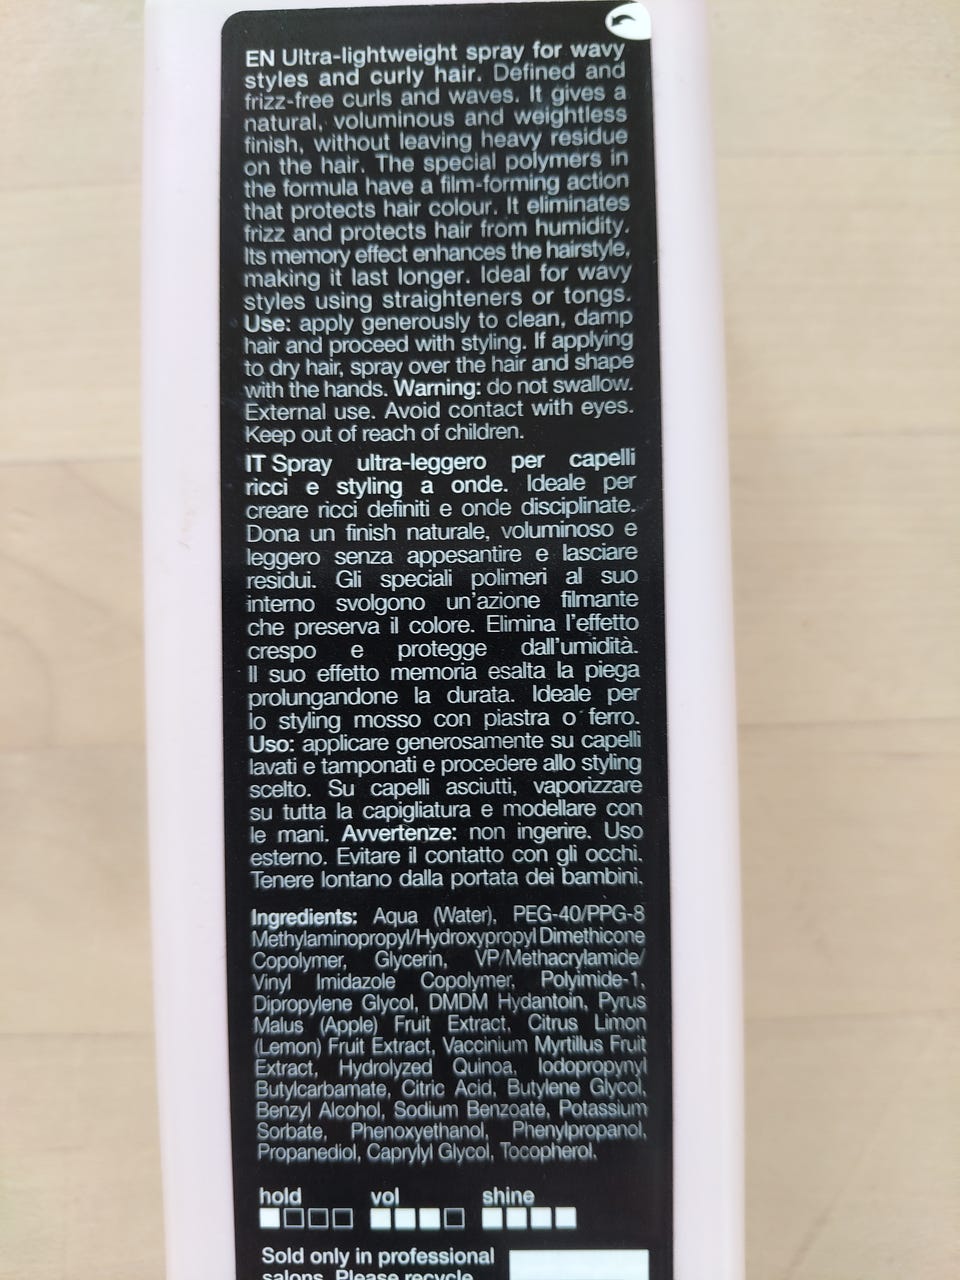 EN Ultra-lightweight spray for wavy
styles and curly hair. Defined and
frizz-free curls and waves. It gives a
natural, voluminous and weightless
finish, without leaving heavy residue
on the hair. The special polymers in
the formula have a film-forming action
that protects hair colour. It eliminates
frizz and protects hair from humidity.
Its memory effect enhances the hairstyle,
making it last longer. Ideal for wavy
styles using straighteners or tongs.
Use: apply generously to clean, damp
hair and proceed with styling. If applying
to dry hair, spray over the hair and shape
with the hands. Warning: do not swallow.
External use. Avoid contact with eyes.
Keep out of reach of children.
IT Spray ultra-leggero per capelli
ricci e styling a onde. Ideale per
creare ricci definiti e onde disciplinate.
Dona un finish naturale, voluminoso e
leggero senza appesantire e lasciare
residui. Gli speciali polimeri al suo
interno svolgono un'azione filmante
che preserva il colore. Elimina l'effetto
crespo e protegge dall'umidità.
Il suo effetto memoria esalta la piega
prolungandone la durata. Ideale per
lo styling mosso con piastra o ferro.
Uso: applicare generosamente su capelli
lavati e tamponati e procedere allo styling
scelto. Su capelli asciutti, vaporizzare
su tutta la capigliatura e modellare con
le mani. Avvertenze: non ingerire. Uso
esterno. Evitare il contatto con gli occhi.
Tenere lontano dalla portata dei bambini.
Ingredients: Aqua (Water), PEG-40/PPG-8
Methylaminopropyl/Hydroxypropyl Dimethicone
Copolymer, Glycerin, VP/Methacrylamide/
Vinyl Imidazole Copolymer, Polyimide-1,
Dipropylene Glycol, DMDM Hydantoin, Pyrus
Malus (Apple) Fruit Extract, Citrus Limon
(Lemon) Fruit Extract, Vaccinium Myrtillus Fruit
Extract, Hydrolyzed Quinoa, Iodopropynyl
Butylcarbamate, Citric Acid, Butylene Glycol,
Benzyl Alcohol, Sodium Benzoate, Potassium
Sorbate, Phenoxyethanol, Phenylpropanol,
Propanediol, Caprylyl Glycol, Tocopherol.
hold vol shine
Sold only in professional
salons. Please recycle